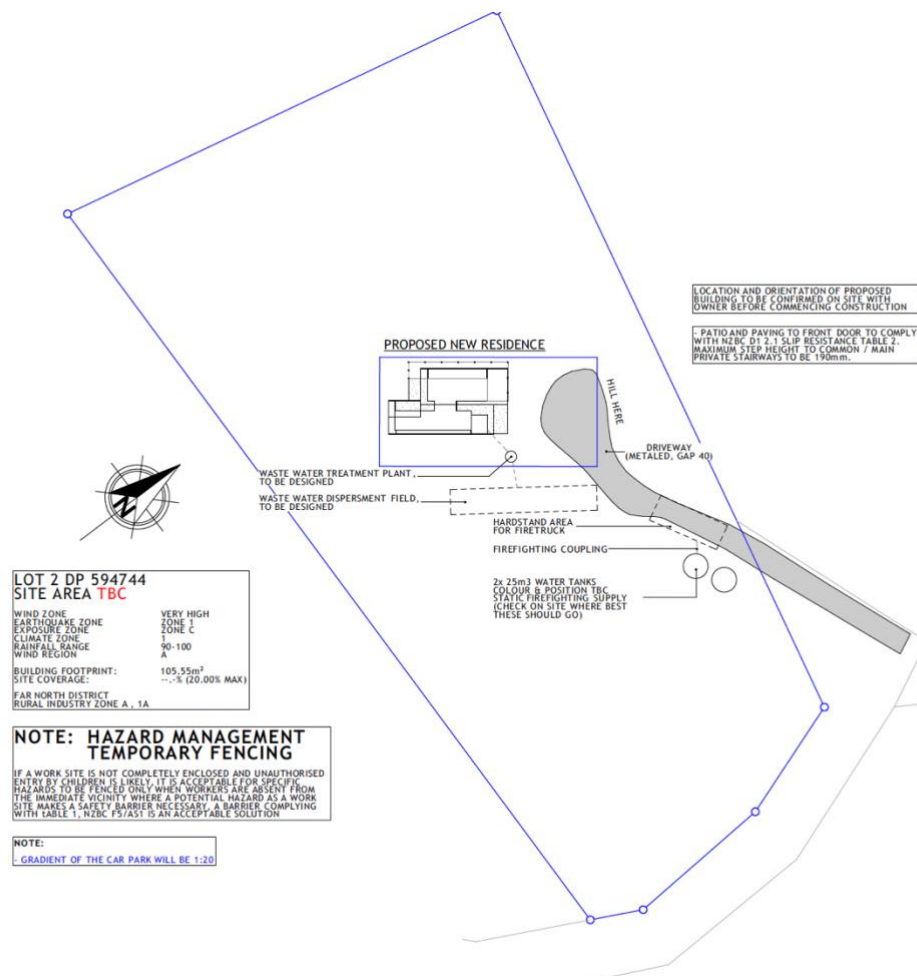 LOCATION AND ORIENTATION OF PROPOSED
BUILDING TO BE CONFIRMED ON SITE WITH
OWNER BEFORE COMMENCING CONSTRUCTION
- PATIO AND PAVING TO FRONT DOOR TO COMPLY
WITH NZBC D1 2.1 SLIP RESISTANCE TABLE 2.
MAXIMUM STEP HEIGHT TO COMMON / MAIN
PRIVATE STAIRWAYS TO BE 190mm.
PROPOSED NEW RESIDENCE
HILL HERE
DRIVEWAY
(METALED, GAP 40)
WASTE WATER TREATMENT PLANT,
TO BE DESIGNED
WASTE WATER DISPERSMENT FIELD,
TO BE DESIGNED
HARDSTAND AREA
FOR FIRETRUCK
FIREFIGHTING COUPLING
2x 25m3 WATER TANKS
COLOUR & POSITION TBC
STATIC FIREFIGHTING SUPPLY
(CHECK ON SITE WHERE BEST
THESE SHOULD GO)
N
LOT 2 DP 594744
SITE AREA TBC
WIND ZONE VERY HIGH
EARTHQUAKE ZONE ZONE 1
EXPOSURE ZONE ZONE C
CLIMATE ZONE 1
RAINFALL RANGE 90-100
WIND REGION A
BUILDING FOOTPRINT: 105.55m²
SITE COVERAGE: --.-% (20.00% MAX)
FAR NORTH DISTRICT
RURAL INDUSTRY ZONE A , 1A
NOTE: HAZARD MANAGEMENT
TEMPORARY FENCING
IF A WORK SITE IS NOT COMPLETELY ENCLOSED AND UNAUTHORISED
ENTRY BY CHILDREN IS LIKELY, IT IS ACCEPTABLE FOR SPECIFIC
HAZARDS TO BE FENCED ONLY WHEN WORKERS ARE ABSENT FROM
THE IMMEDIATE VICINITY WHERE A POTENTIAL HAZARD AS A WORK
SITE MAKES A SAFETY BARRIER NECESSARY. A BARRIER COMPLYING
WITH tABLE 1, NZBC F5/AS1 IS AN ACCEPTABLE SOLUTION
NOTE:
- GRADIENT OF THE CAR PARK WILL BE 1:20